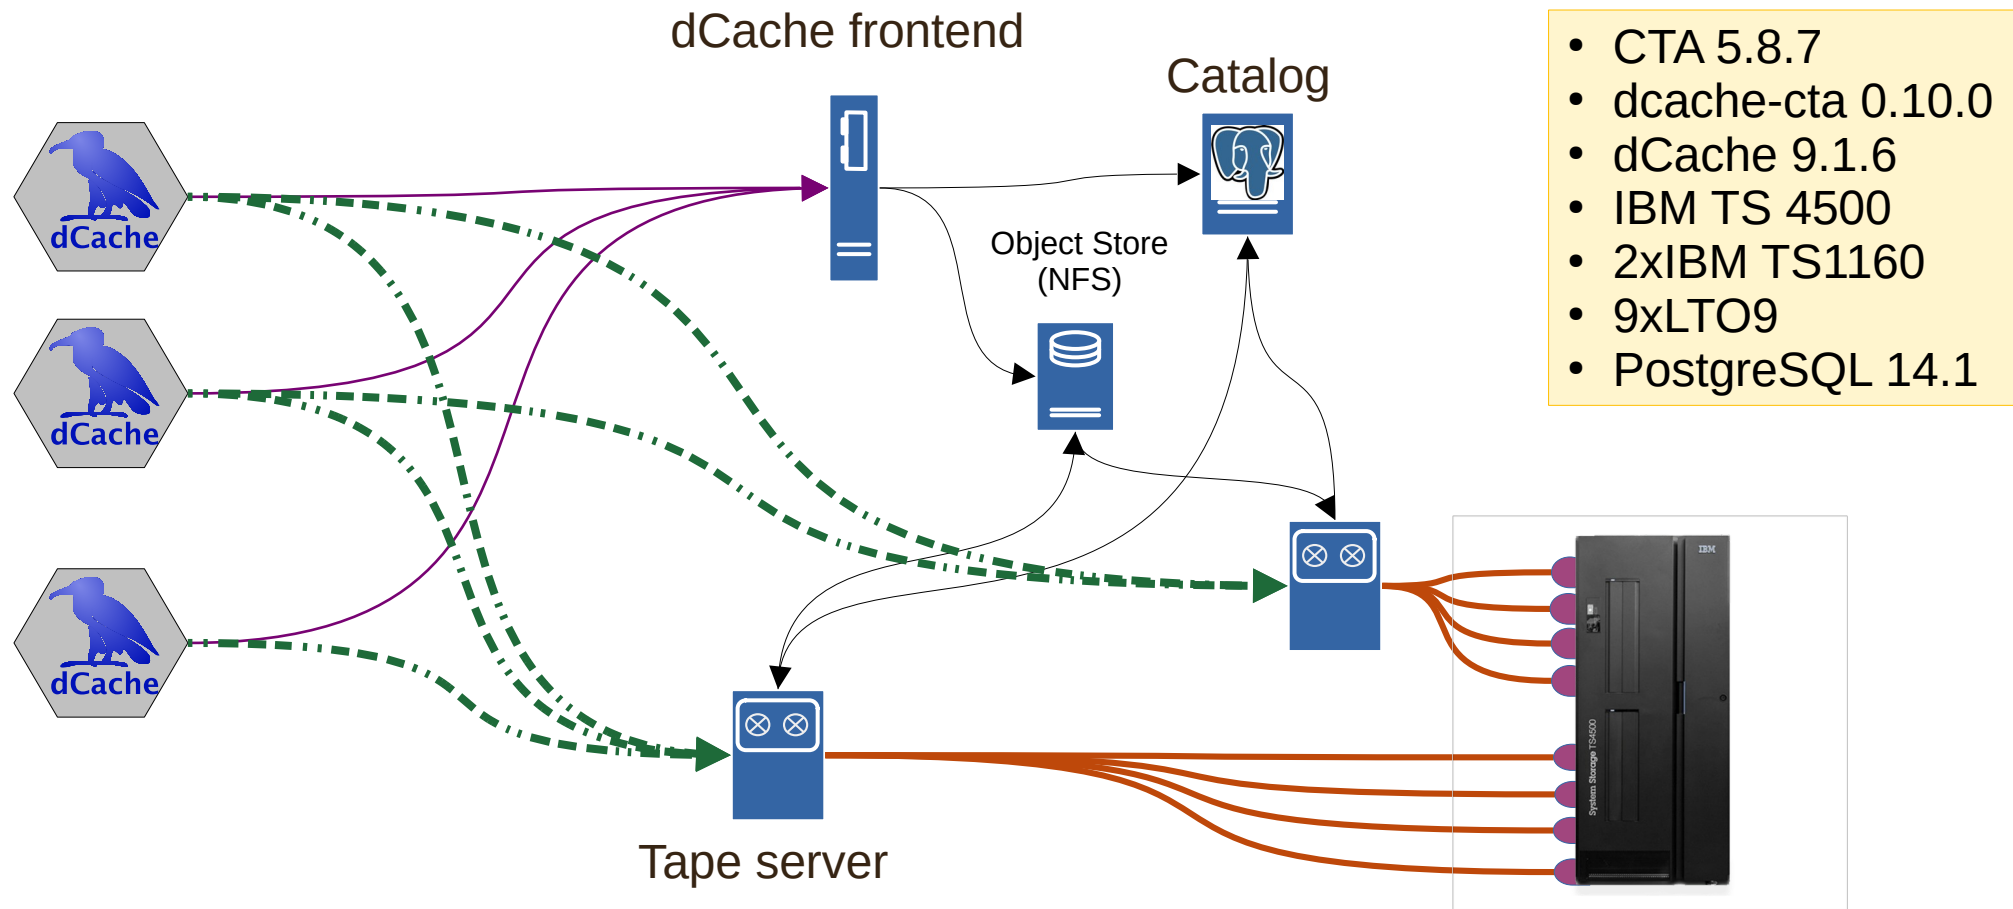 dCache frontend
Catalog
• CTA 5.8.7
• dcache-cta 0.10.0
• dCache 9.1.6
• IBM TS 4500
• 2xIBM TS1160
• 9xLTO9
• PostgreSQL 14.1
dCache
Object Store
(NFS)
dCache
dCache
IBM
System Storage TS4500
Tape server